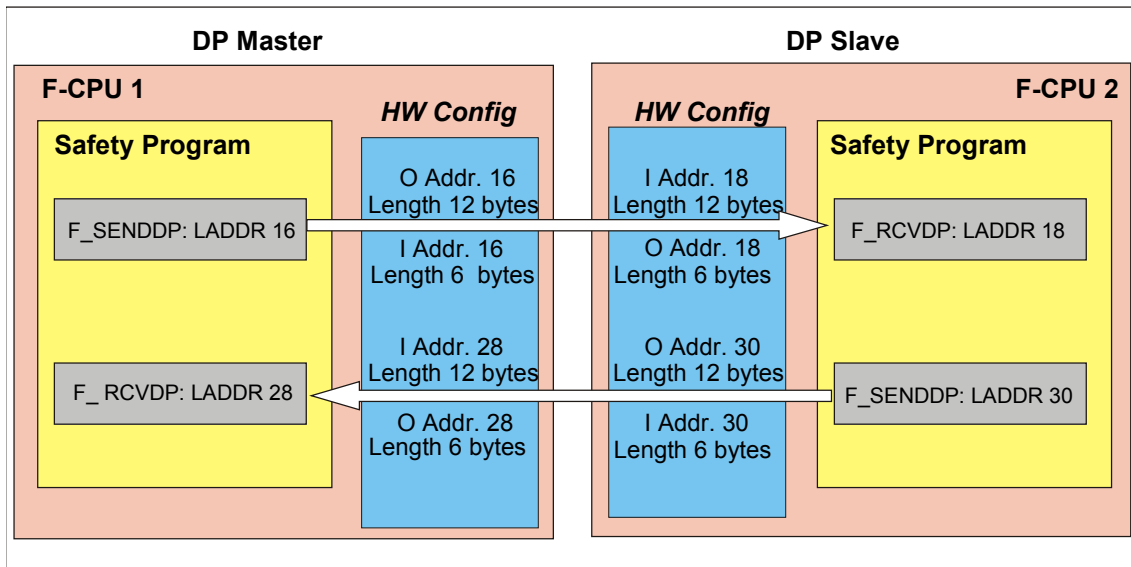 DP Master
DP Slave
F-CPU 1
F-CPU 2
HW Config
HW Config
Safety Program
Safety Program
O Addr. 16
Length 12 bytes
I Addr. 18
Length 12 bytes
F_SENDDP: LADDR 16
F_RCVDP: LADDR 18
I Addr. 16
Length 6 bytes
O Addr. 18
Length 6 bytes
I Addr. 28
Length 12 bytes
O Addr. 30
Length 12 bytes
F_ RCVDP: LADDR 28
F_SENDDP: LADDR 30
O Addr. 28
Length 6 bytes
I Addr. 30
Length 6 bytes